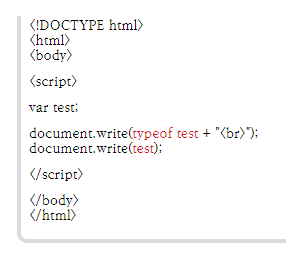 <!DOCTYPE html>
<html>
<body>
<script>
var test;
document.write(typeof test + "<br>");
document.write(test);
</script>
</body>
</html>